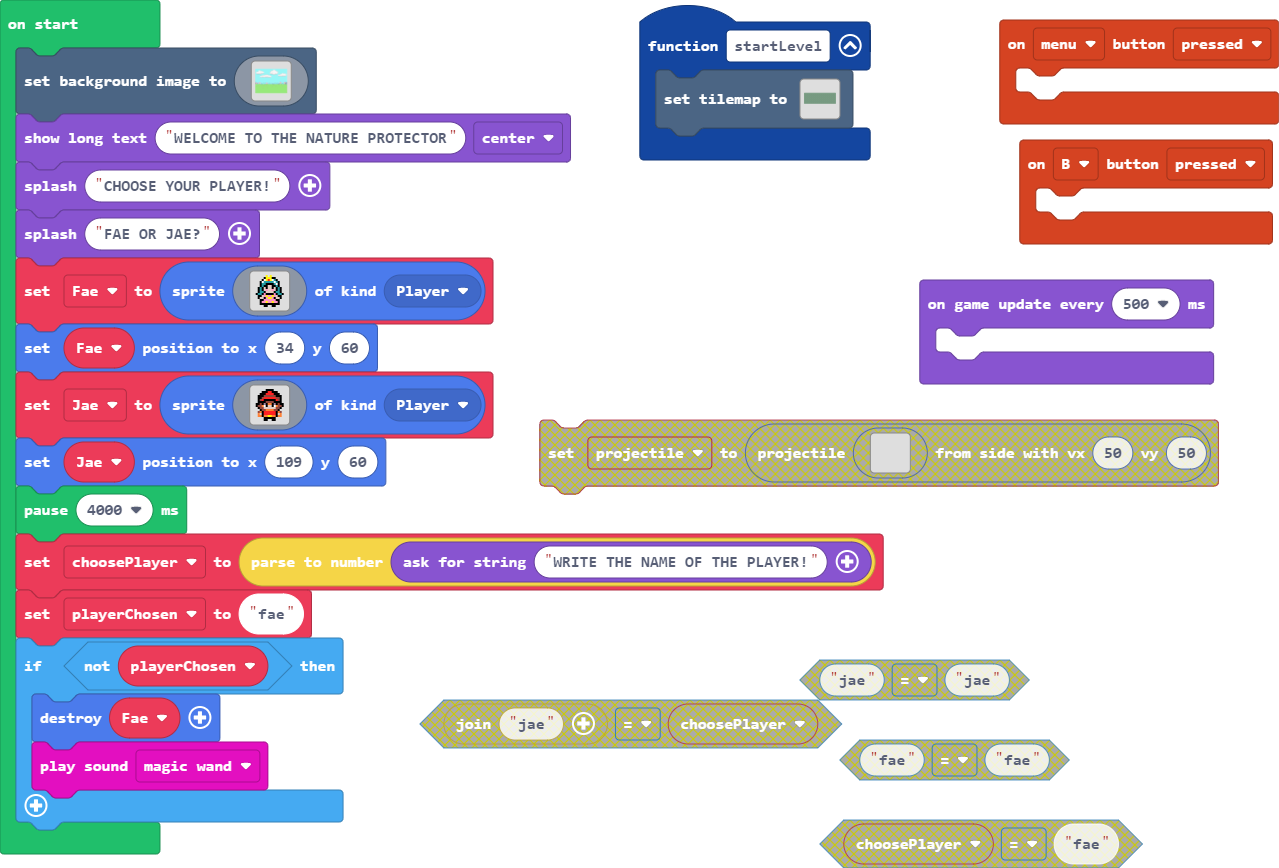 on start
set background image to
show long text "WELCOME TO THE NATURE PROTECTOR" center
splash "CHOOSE YOUR PLAYER!"
splash "FAE OR JAE?"
set Fae to sprite of kind Player
set Fae position to x 34 y 60
set Jae to sprite of kind Player
set Jae position to x 109 y 60
pause 4000 ms
set choosePlayer to parse to number ask for string "WRITE THE NAME OF THE PLAYER!"
set playerChosen to "fae"
if not playerChosen then
destroy Fae
play sound magic wand
function startLevel
set tilemap to
on menu button pressed
on B button pressed
on game update every 500 ms
set projectile to projectile from side with vx 50 vy 50
"jae" = "jae"
join "jae" = choosePlayer
"fae" = "fae"
choosePlayer = "fae"